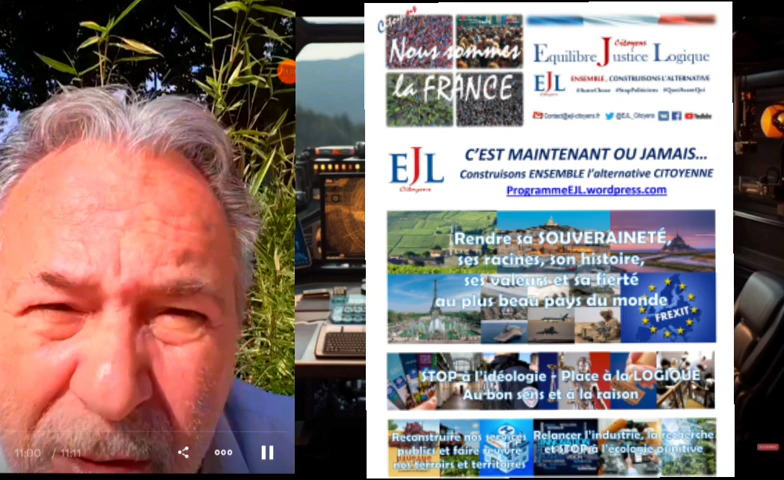 Citoyens
Nous sommes
la FRANCE
Citoyens
Equilibre Justice Logique
EJL
Citoyens
ENSEMBLE, CONSTRUISONS L'ALTERNATIVE
#StopPoliticiens
Contact@ejl-citoyens.fr
@EJL_Citoyens
YouTube
EJL
Citoyens
C'EST MAINTENANT OU JAMAIS...
Construisons ENSEMBLE l'alternative CITOYENNE
ProgrammeEJL.wordpress.com
Rendre sa SOUVERAINETÉ,
ses racines, son histoire,
ses valeurs et sa fierté
au plus beau pays du monde
FREXIT
STOP à l'idéologie - Place à la LOGIQUE
Au bon sens et à la raison
Reconstruire nos services
publics et faire revivre
nos terroirs et territoires
Relancer l'industrie, la recherche
et STOP à l'écologie punitive
11:00 / 11:11